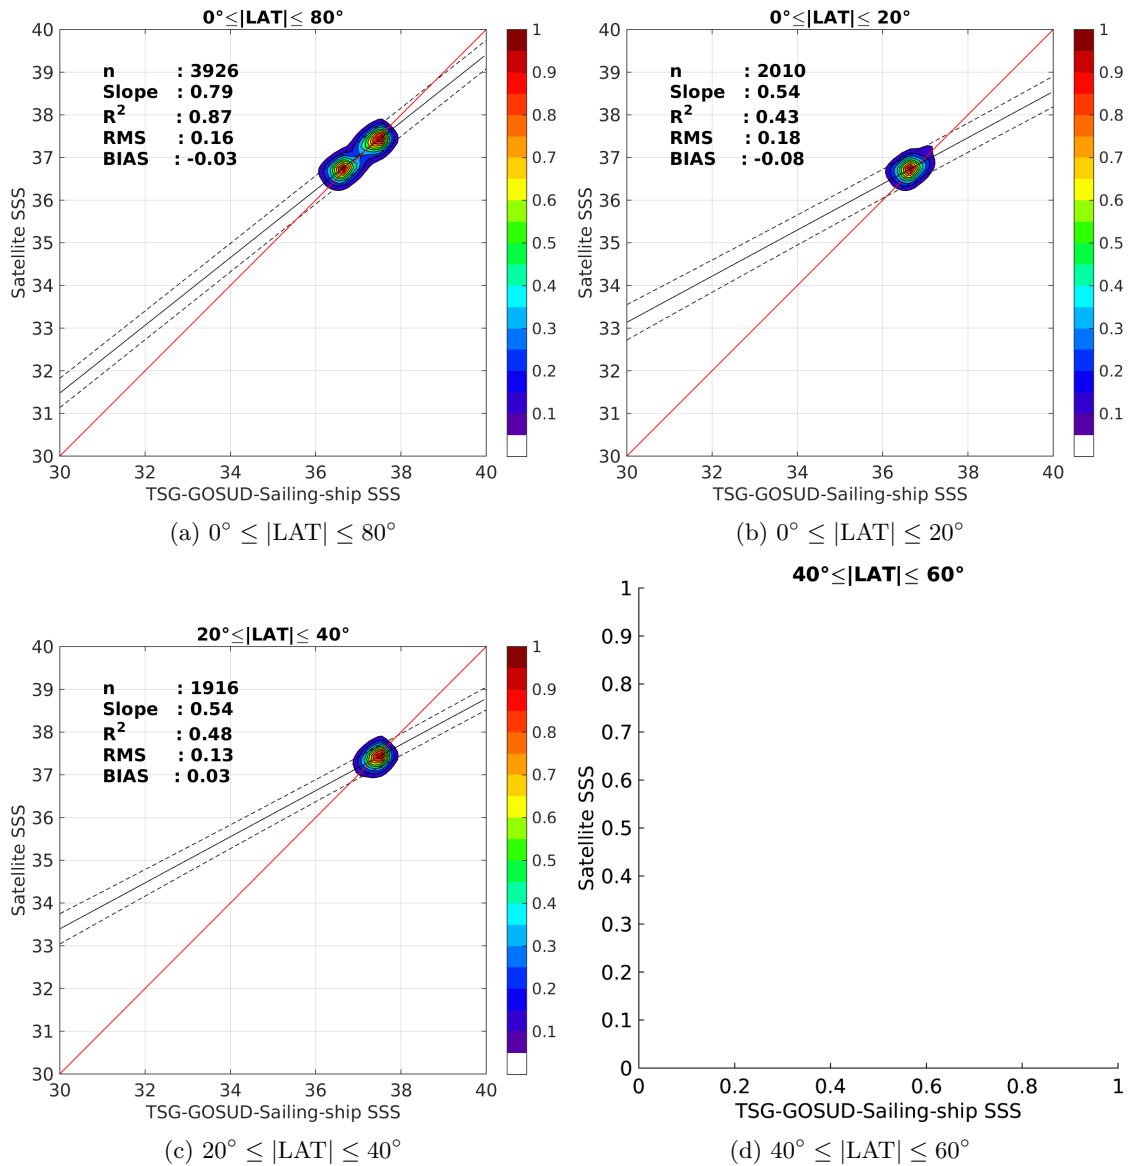 0°≤|LAT|≤ 80°
40
39
38
37
36
35
34
33
32
31
30
Satellite SSS
n : 3926
Slope : 0.79
R² : 0.87
RMS : 0.16
BIAS : -0.03
30 32 34 36 38 40
TSG-GOSUD-Sailing-ship SSS
1
0.9
0.8
0.7
0.6
0.5
0.4
0.3
0.2
0.1
(a) 0° ≤ |LAT| ≤ 80°
0°≤|LAT|≤ 20°
40
39
38
37
36
35
34
33
32
31
30
Satellite SSS
n : 2010
Slope : 0.54
R² : 0.43
RMS : 0.18
BIAS : -0.08
30 32 34 36 38 40
TSG-GOSUD-Sailing-ship SSS
1
0.9
0.8
0.7
0.6
0.5
0.4
0.3
0.2
0.1
(b) 0° ≤ |LAT| ≤ 20°
20°≤|LAT|≤ 40°
40
39
38
37
36
35
34
33
32
31
30
Satellite SSS
n : 1916
Slope : 0.54
R² : 0.48
RMS : 0.13
BIAS : 0.03
30 32 34 36 38 40
TSG-GOSUD-Sailing-ship SSS
1
0.9
0.8
0.7
0.6
0.5
0.4
0.3
0.2
0.1
(c) 20° ≤ |LAT| ≤ 40°
40°≤|LAT|≤ 60°
1
0.9
0.8
0.7
0.6
0.5
0.4
0.3
0.2
0.1
0
Satellite SSS
0 0.2 0.4 0.6 0.8 1
TSG-GOSUD-Sailing-ship SSS
(d) 40° ≤ |LAT| ≤ 60°